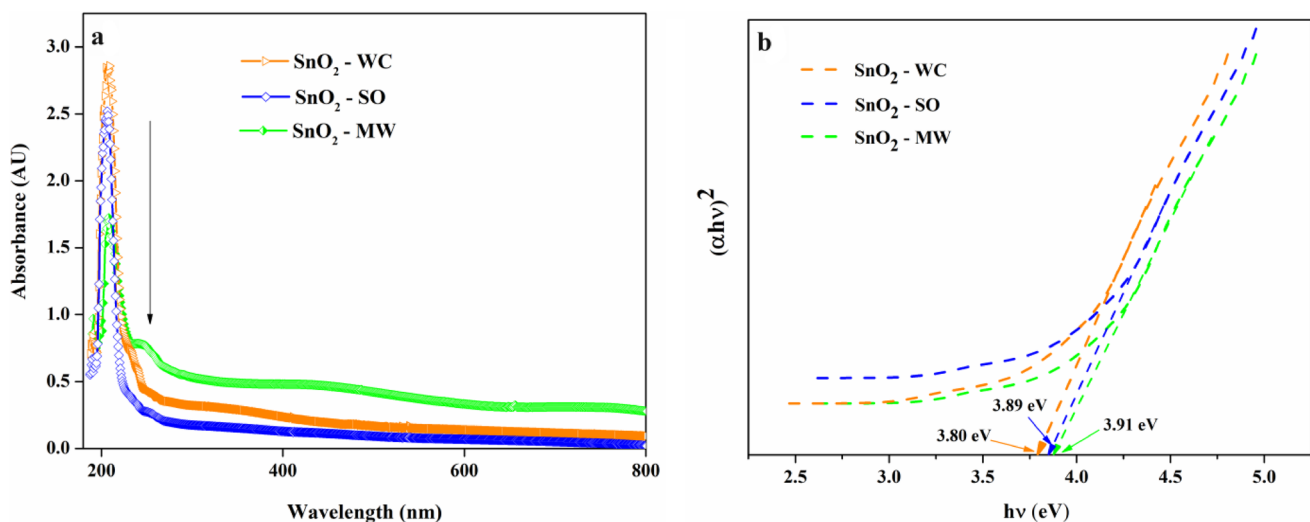 a
SnO2 - WC
SnO2 - SO
SnO2 - MW
3.0
2.5
2.0
1.5
1.0
0.5
0.0
Absorbance (AU)
200
400
600
800
Wavelength (nm)
b
SnO2 - WC
SnO2 - SO
SnO2 - MW
(αhν)2
3.89 eV
3.80 eV
3.91 eV
2.5
3.0
3.5
4.0
4.5
5.0
hν (eV)